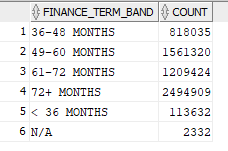 FINANCE_TERM_BAND COUNT
1 36-48 MONTHS 818035
2 49-60 MONTHS 1561320
3 61-72 MONTHS 1209424
4 72+ MONTHS 2494909
5 < 36 MONTHS 113632
6 N/A 2332